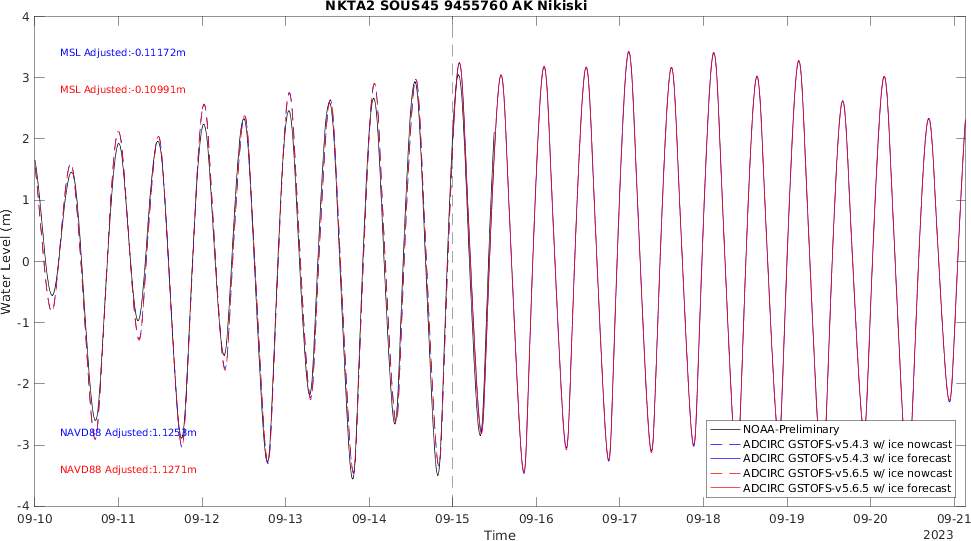 NKTA2 SOUS45 9455760 AK Nikiski
4
3
2
1
0
-1
-2
-3
-4
Water Level (m)
MSL Adjusted:-0.11172m
MSL Adjusted:-0.10991m
NAVD88 Adjusted:1.1253m
NAVD88 Adjusted:1.1271m
NOAA-Preliminary
ADCIRC GSTOFS-v5.4.3 w/ ice nowcast
ADCIRC GSTOFS-v5.4.3 w/ ice forecast
ADCIRC GSTOFS-v5.6.5 w/ ice nowcast
ADCIRC GSTOFS-v5.6.5 w/ ice forecast
09-10 09-11 09-12 09-13 09-14 09-15 09-16 09-17 09-18 09-19 09-20 09-21
Time
2023